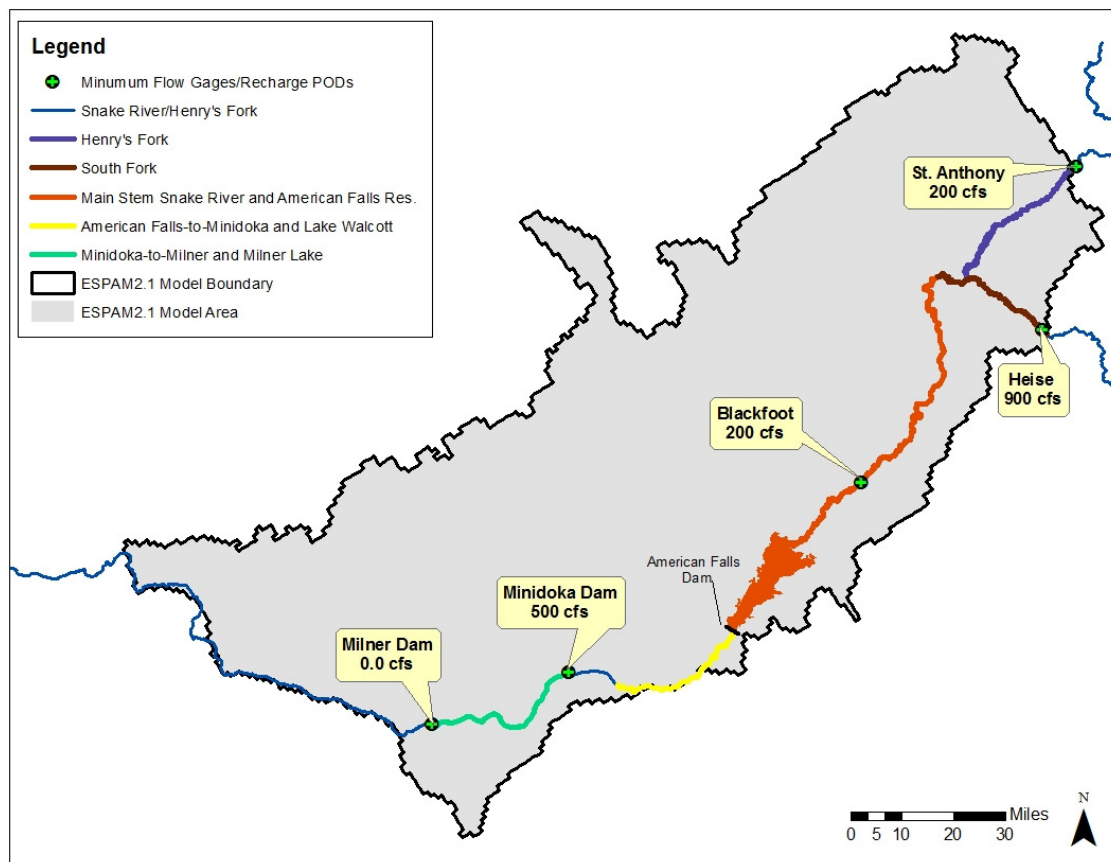 Legend
Minumum Flow Gages/Recharge PODs
Snake River/Henry's Fork
Henry's Fork
South Fork
Main Stem Snake River and American Falls Res.
American Falls-to-Minidoka and Lake Walcott
Minidoka-to-Milner and Milner Lake
ESPAM2.1 Model Boundary
ESPAM2.1 Model Area
St. Anthony
200 cfs
Heise
900 cfs
Blackfoot
200 cfs
American Falls
Dam
Minidoka Dam
500 cfs
Milner Dam
0.0 cfs
N
Miles
0 5 10 20 30